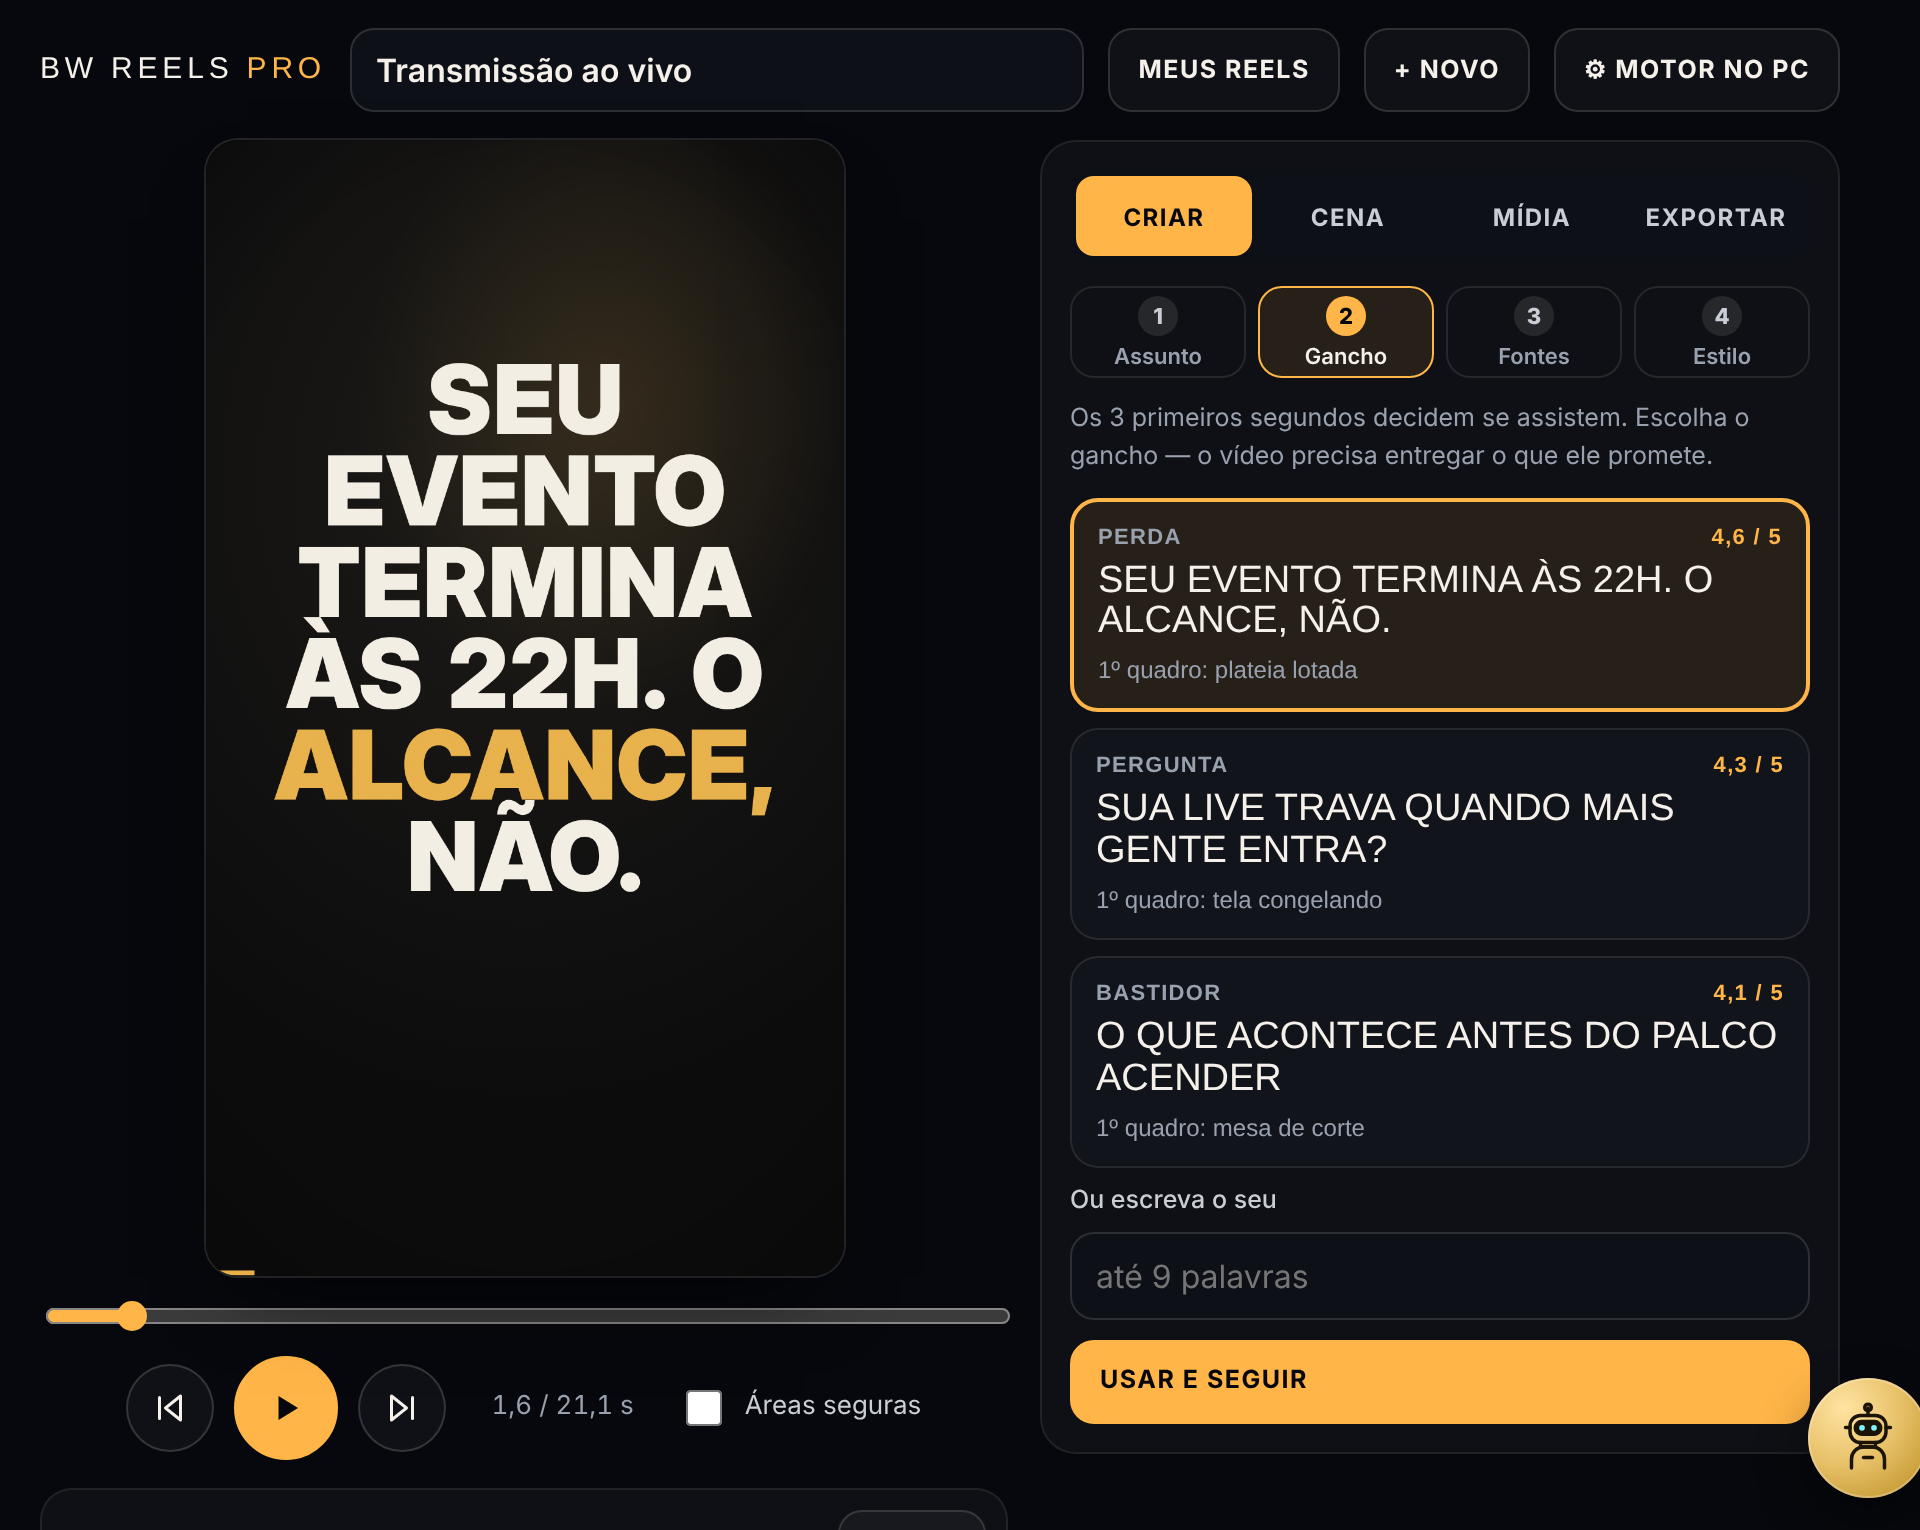 BW REELS PRO
Transmissão ao vivo
MEUS REELS
+ NOVO
⚙ MOTOR NO PC
SEU
EVENTO
TERMINA
ÀS 22H. O
ALCANCE,
NÃO.
1,6 / 21,1 s
Áreas seguras
CRIAR
CENA
MÍDIA
EXPORTAR
1
Assunto
2
Gancho
3
Fontes
4
Estilo
Os 3 primeiros segundos decidem se assistem. Escolha o
gancho — o vídeo precisa entregar o que ele promete.
PERDA
4,6 / 5
SEU EVENTO TERMINA ÀS 22H. O
ALCANCE, NÃO.
1º quadro: plateia lotada
PERGUNTA
4,3 / 5
SUA LIVE TRAVA QUANDO MAIS
GENTE ENTRA?
1º quadro: tela congelando
BASTIDOR
4,1 / 5
O QUE ACONTECE ANTES DO PALCO
ACENDER
1º quadro: mesa de corte
Ou escreva o seu
até 9 palavras
USAR E SEGUIR